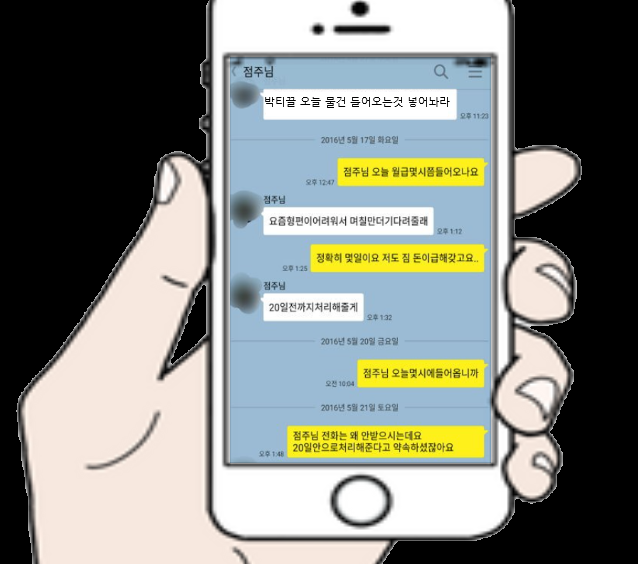 점주님
박티끌 오늘 물건 들어오는것 넣어놔라
오후 11:23
2016년 5월 17일 화요일
점주님 오늘 월급몇시쯤들어오나요
오후 12:47
점주님
요즘형편이어려워서 며칠만더기다려줄래
오후 1:12
정확히 몇일이요 저도 짐 돈이급해갖고요..
오후 1:25
점주님
20일전까지처리해줄게
오후 1:32
2016년 5월 20일 금요일
점주님 오늘몇시에들어옵니까
오전 10:04
2016년 5월 21일 토요일
점주님 전화는 왜 안받으시는데요
20일안으로처리해준다고 약속하셨잖아요
오후 1:48